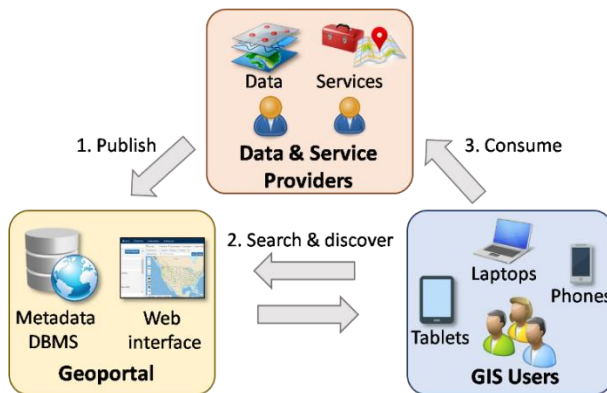 Data
Services
Data & Service
Providers
1. Publish
3. Consume
2. Search & discover
Metadata
DBMS
Web
interface
Geoportal
Laptops
Phones
Tablets
GIS Users